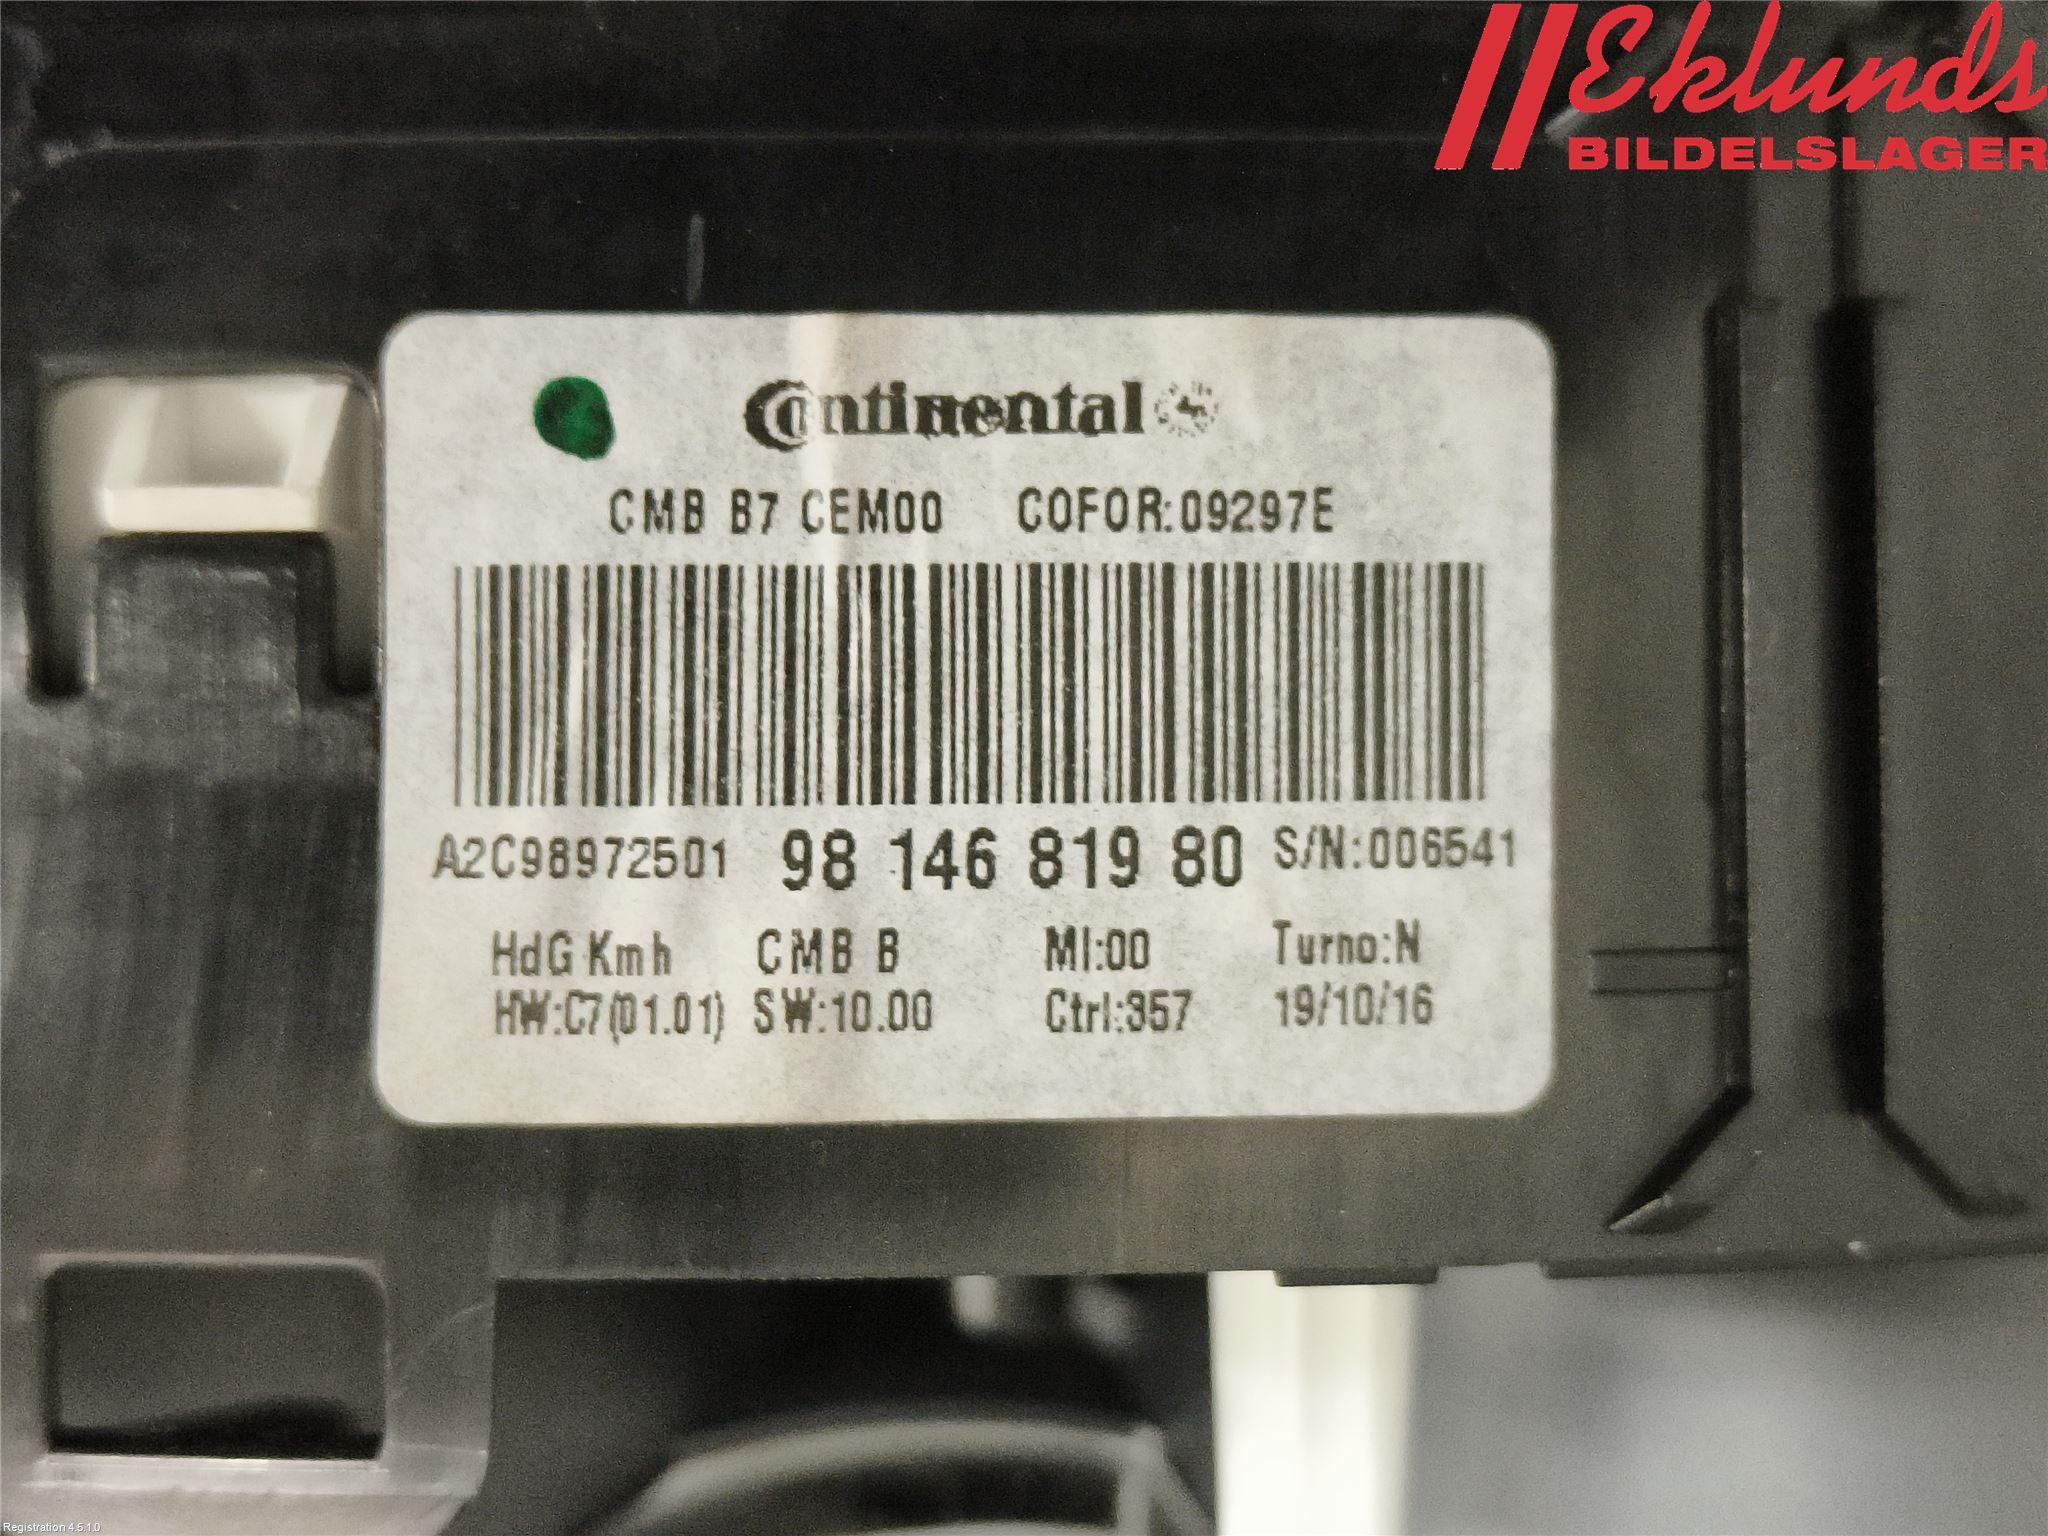 Eklunds
BILDELSLAGER
Continental
CMB B7 CEM00 COFOR:09297E
A2C98972501 98 146 819 80 S/N:006541
HdG Kmh CMB B MI:00 Turno:N
HW:C7(01.01) SW:10.00 Ctrl:357 19/10/16
Registration 4.5.1.0